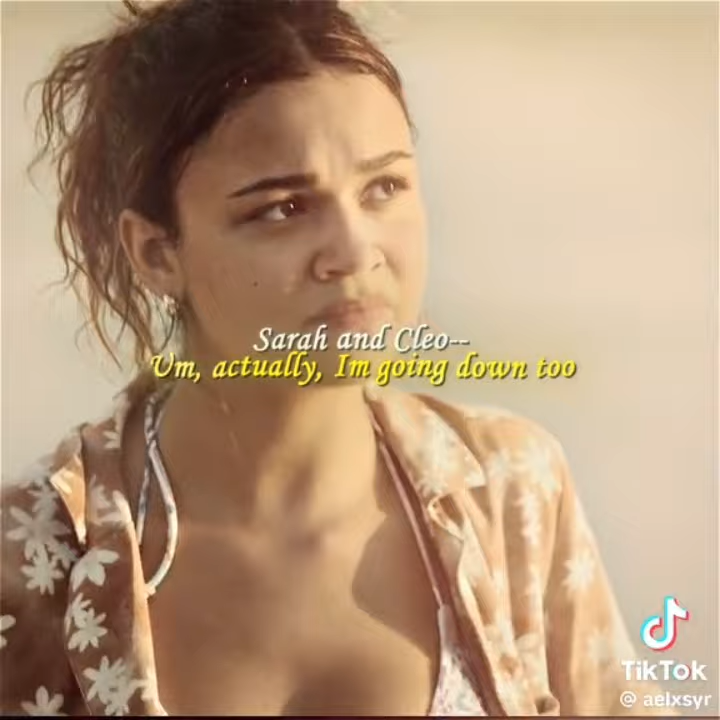 Sarah and Cleo--
Um, actually, Im going down too
TikTok
@ aelxsyr